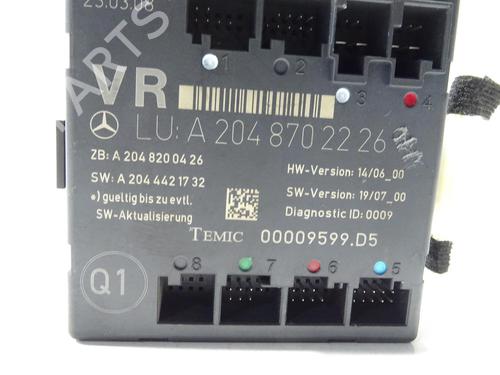 23.03.08
1
2
VR
3
4
LU: A 204 870 22 26
ZB: A 204 820 04 26
HW-Version: 14/06_00
SW: A 204 442 17 32
SW-Version: 19/07_00
*) gueltig bis zu evtl.
Diagnostic ID: 0009
SW-Aktualisierung
TEMIC 00009599.D5
Q1
8
7
6
5